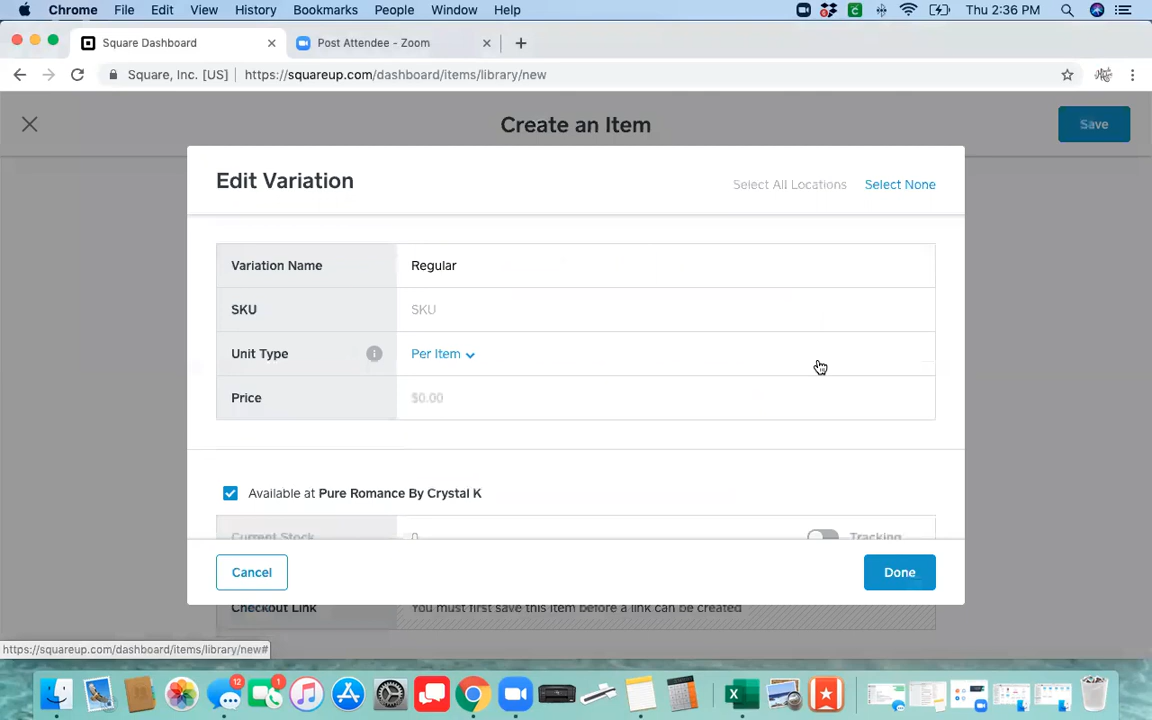 Chrome File Edit View History Bookmarks People Window Help Thu 2:36 PM
Square Dashboard Post Attendee - Zoom
Square, Inc. [US] https://squareup.com/dashboard/items/library/new
Create an Item Save
Edit Variation Select All Locations Select None
Variation Name Regular
SKU SKU
Unit Type Per Item
Price $0.00
Available at Pure Romance By Crystal K
Current Stock 0 Tracking
Cancel Done
Checkout Link You must first save this item before a link can be created
https://squareup.com/dashboard/items/library/new#
12 1